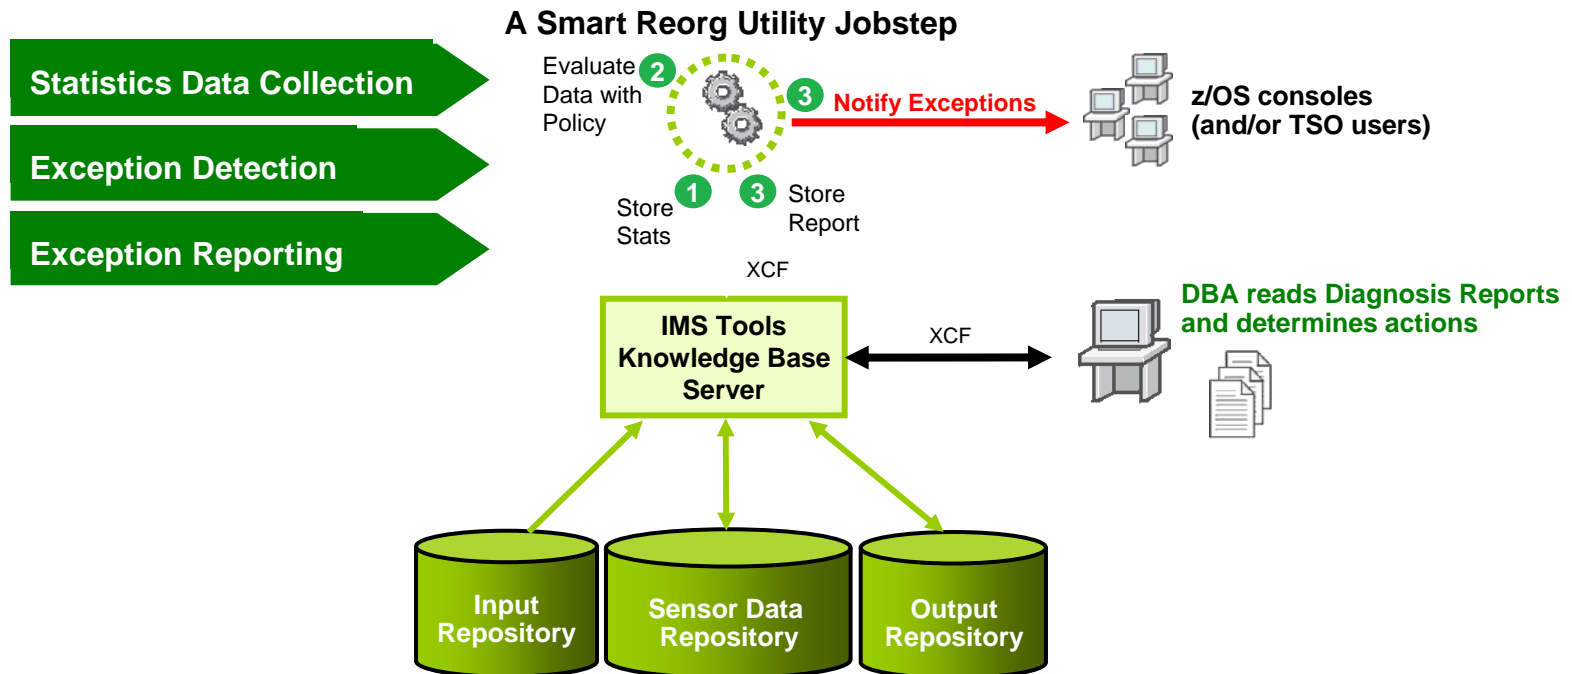 A Smart Reorg Utility Jobstep
Statistics Data Collection
Exception Detection
Exception Reporting
Evaluate
Data with
Policy
2
3
Notify Exceptions
z/OS consoles
(and/or TSO users)
1
3
Store
Stats
Store
Report
XCF
IMS Tools
Knowledge Base
Server
XCF
DBA reads Diagnosis Reports
and determines actions
Input
Repository
Sensor Data
Repository
Output
Repository